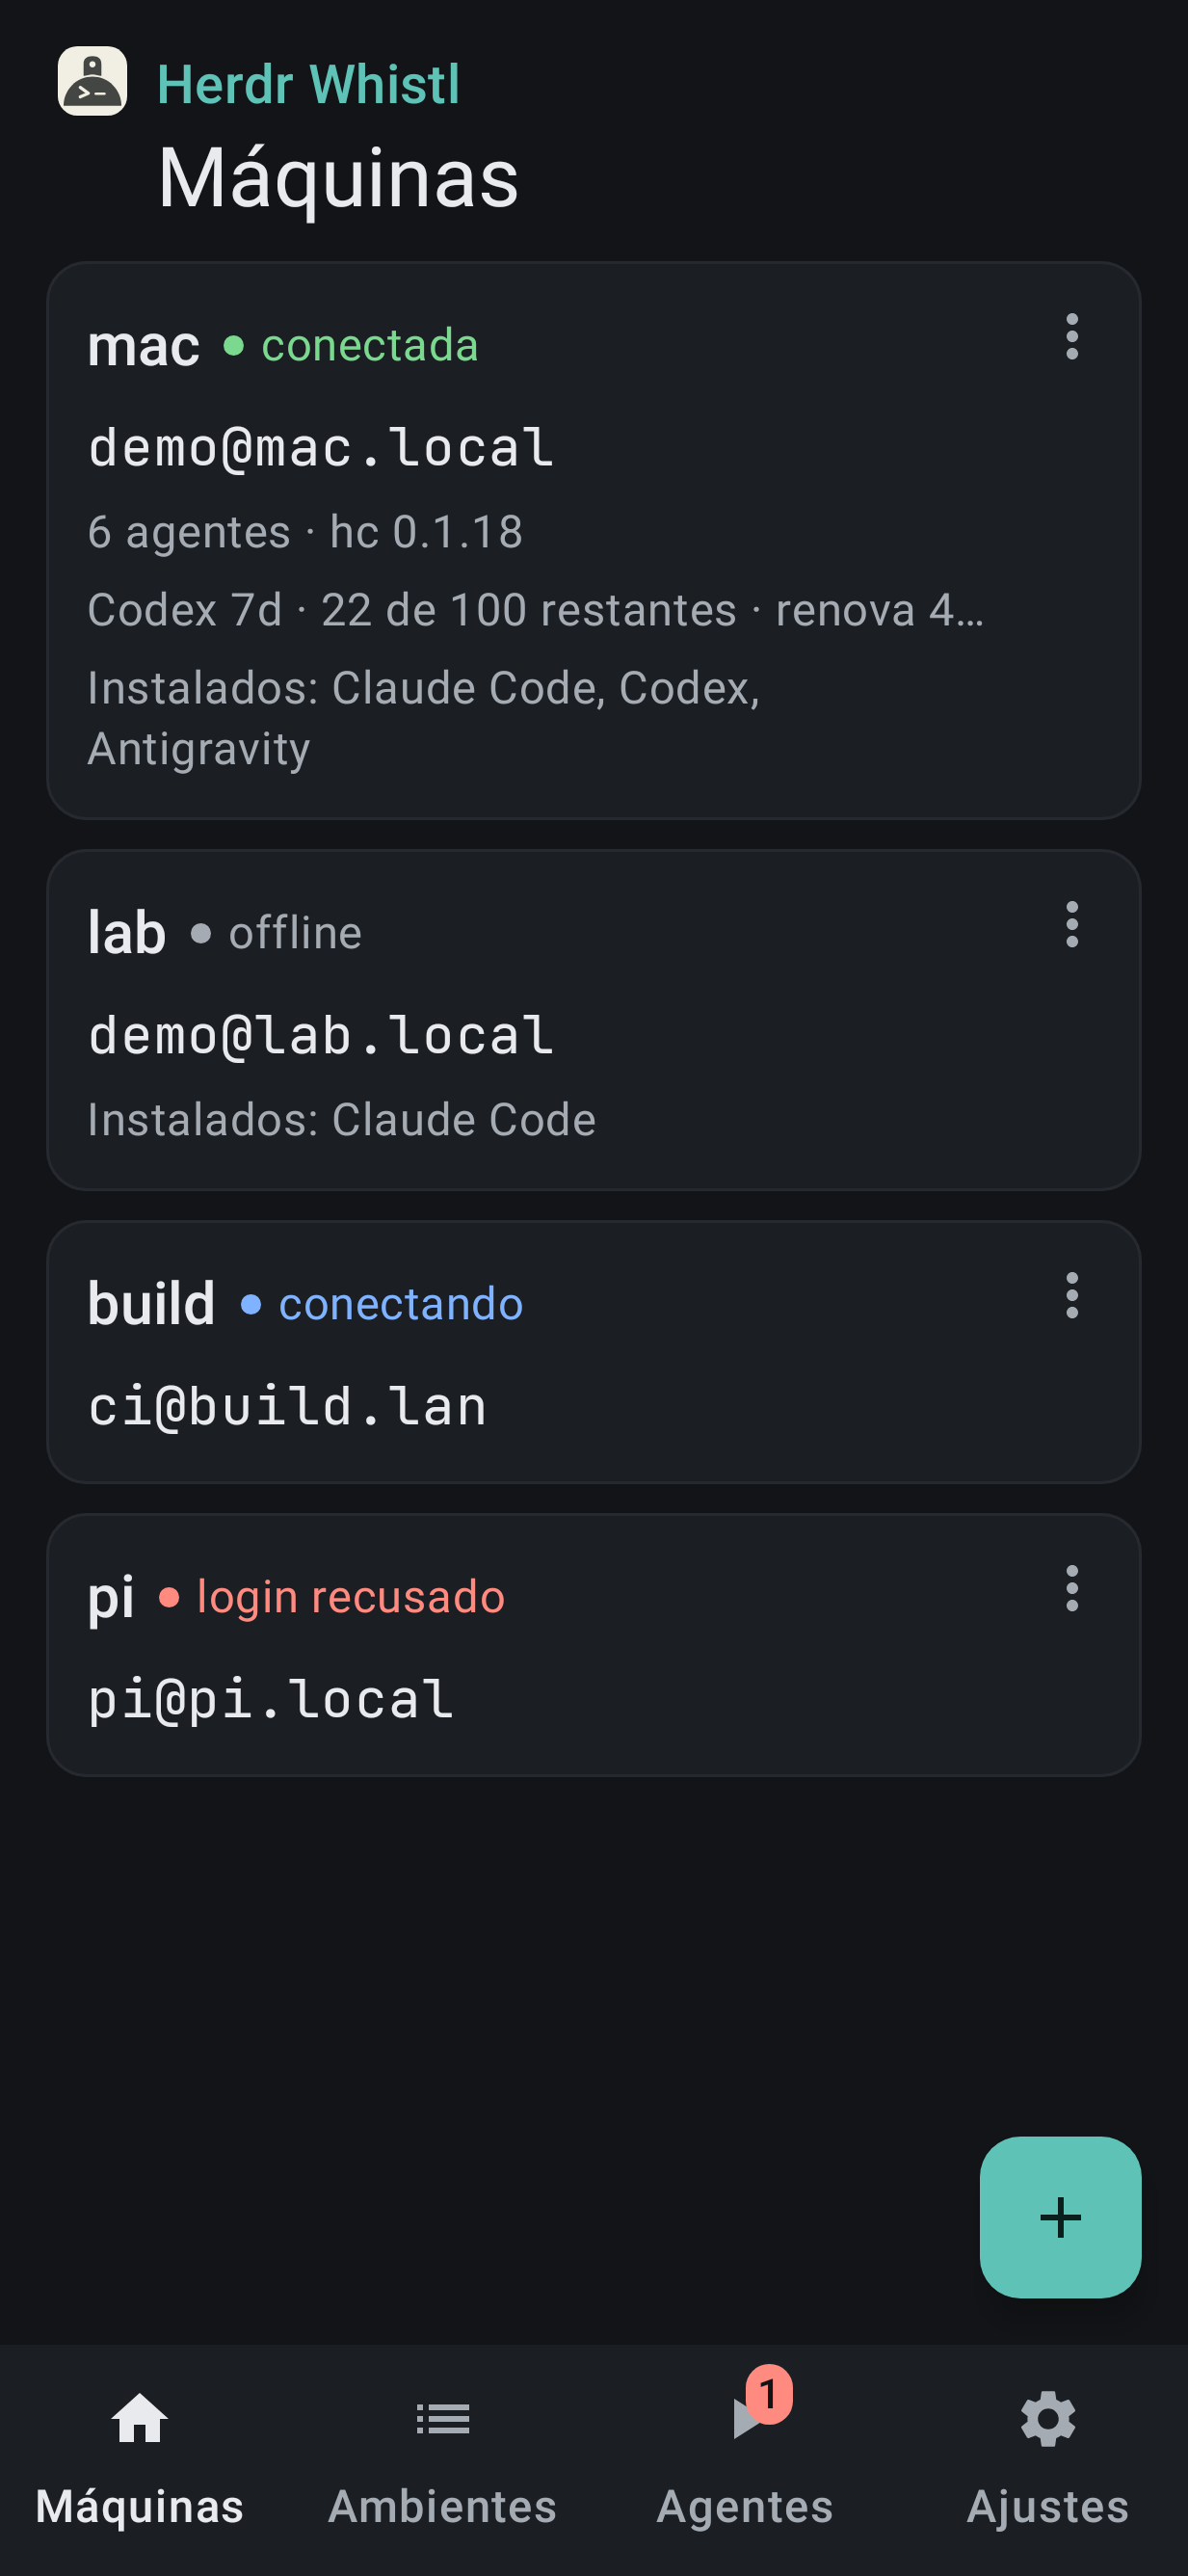 Herdr Whistl
Máquinas
mac • conectada
demo@mac.local
6 agentes · hc 0.1.18
Codex 7d · 22 de 100 restantes · renova 4…
Instalados: Claude Code, Codex,
Antigravity
lab • offline
demo@lab.local
Instalados: Claude Code
build • conectando
ci@build.lan
pi • login recusado
pi@pi.local
1
Máquinas Ambientes Agentes Ajustes